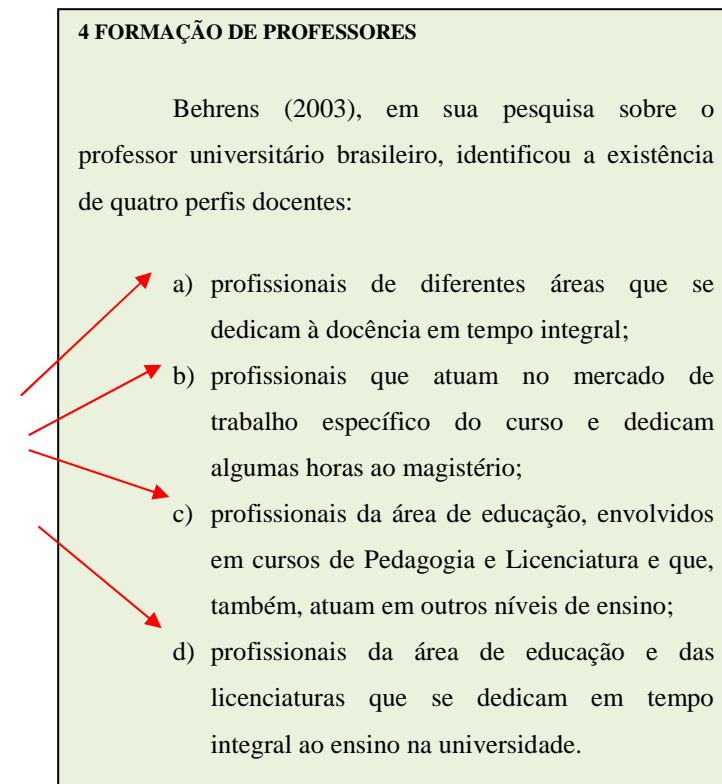 4 FORMAÇÃO DE PROFESSORES
Behrens (2003), em sua pesquisa sobre o
professor universitário brasileiro, identificou a existência
de quatro perfis docentes:
a) profissionais de diferentes áreas que se
dedicam à docência em tempo integral;
b) profissionais que atuam no mercado de
trabalho específico do curso e dedicam
algumas horas ao magistério;
c) profissionais da área de educação, envolvidos
em cursos de Pedagogia e Licenciatura e que,
também, atuam em outros níveis de ensino;
d) profissionais da área de educação e das
licenciaturas que se dedicam em tempo
integral ao ensino na universidade.